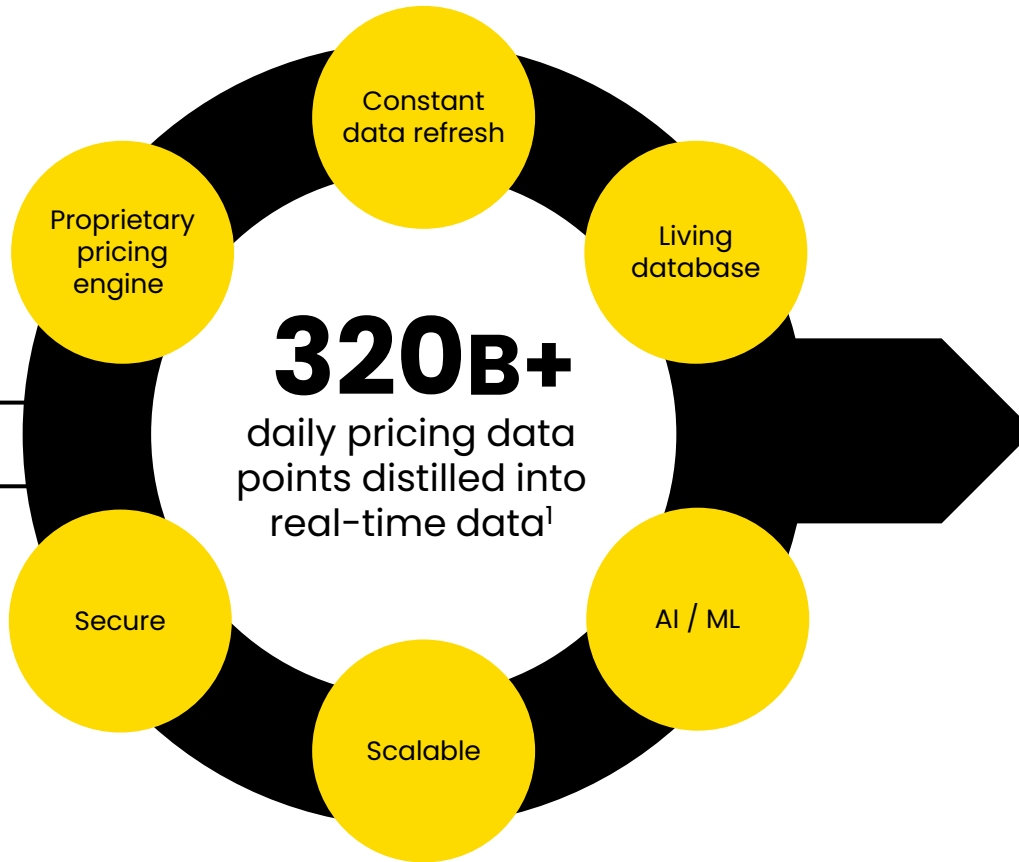 Constant
data refresh
Proprietary
pricing
engine
Living
database
320B+
daily pricing data
points distilled into
real-time data¹
Secure
AI / ML
Scalable